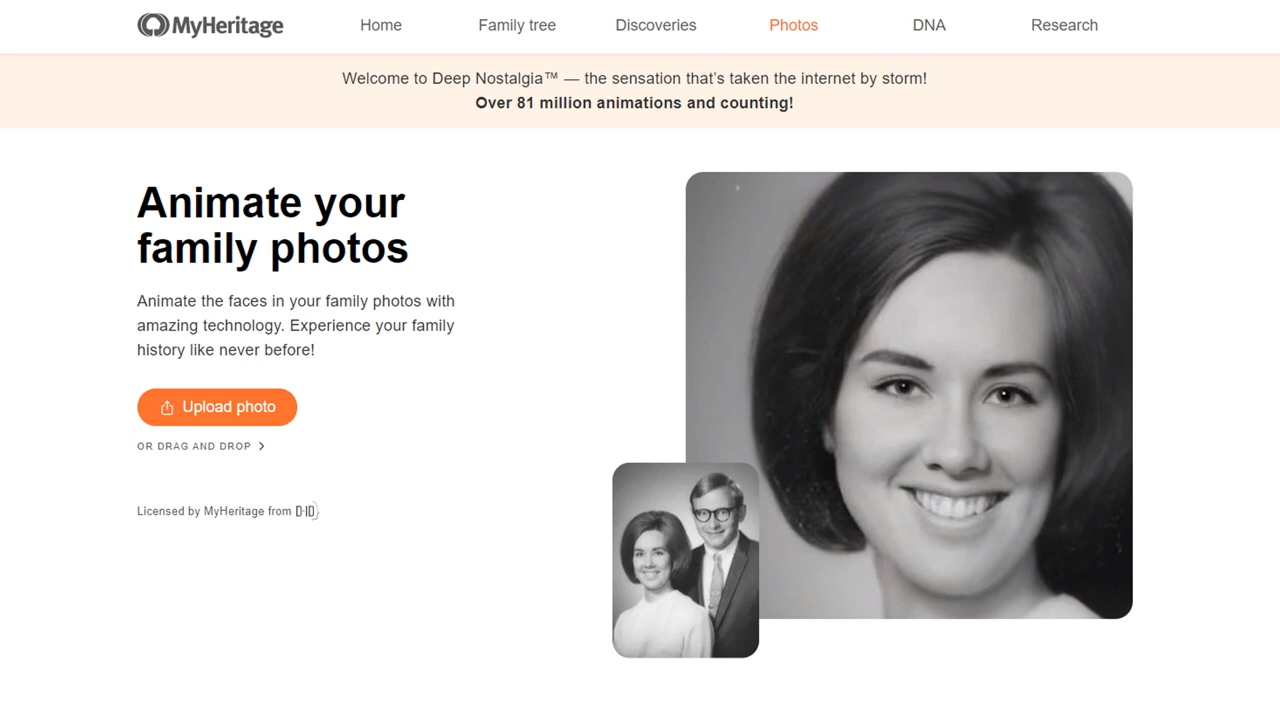 MyHeritage
Home
Family tree
Discoveries
Photos
DNA
Research
Welcome to Deep Nostalgia™ — the sensation that's taken the internet by storm!
Over 81 million animations and counting!
Animate your
family photos
Animate the faces in your family photos with
amazing technology. Experience your family
history like never before!
Upload photo
OR DRAG AND DROP
Licensed by MyHeritage from D-ID